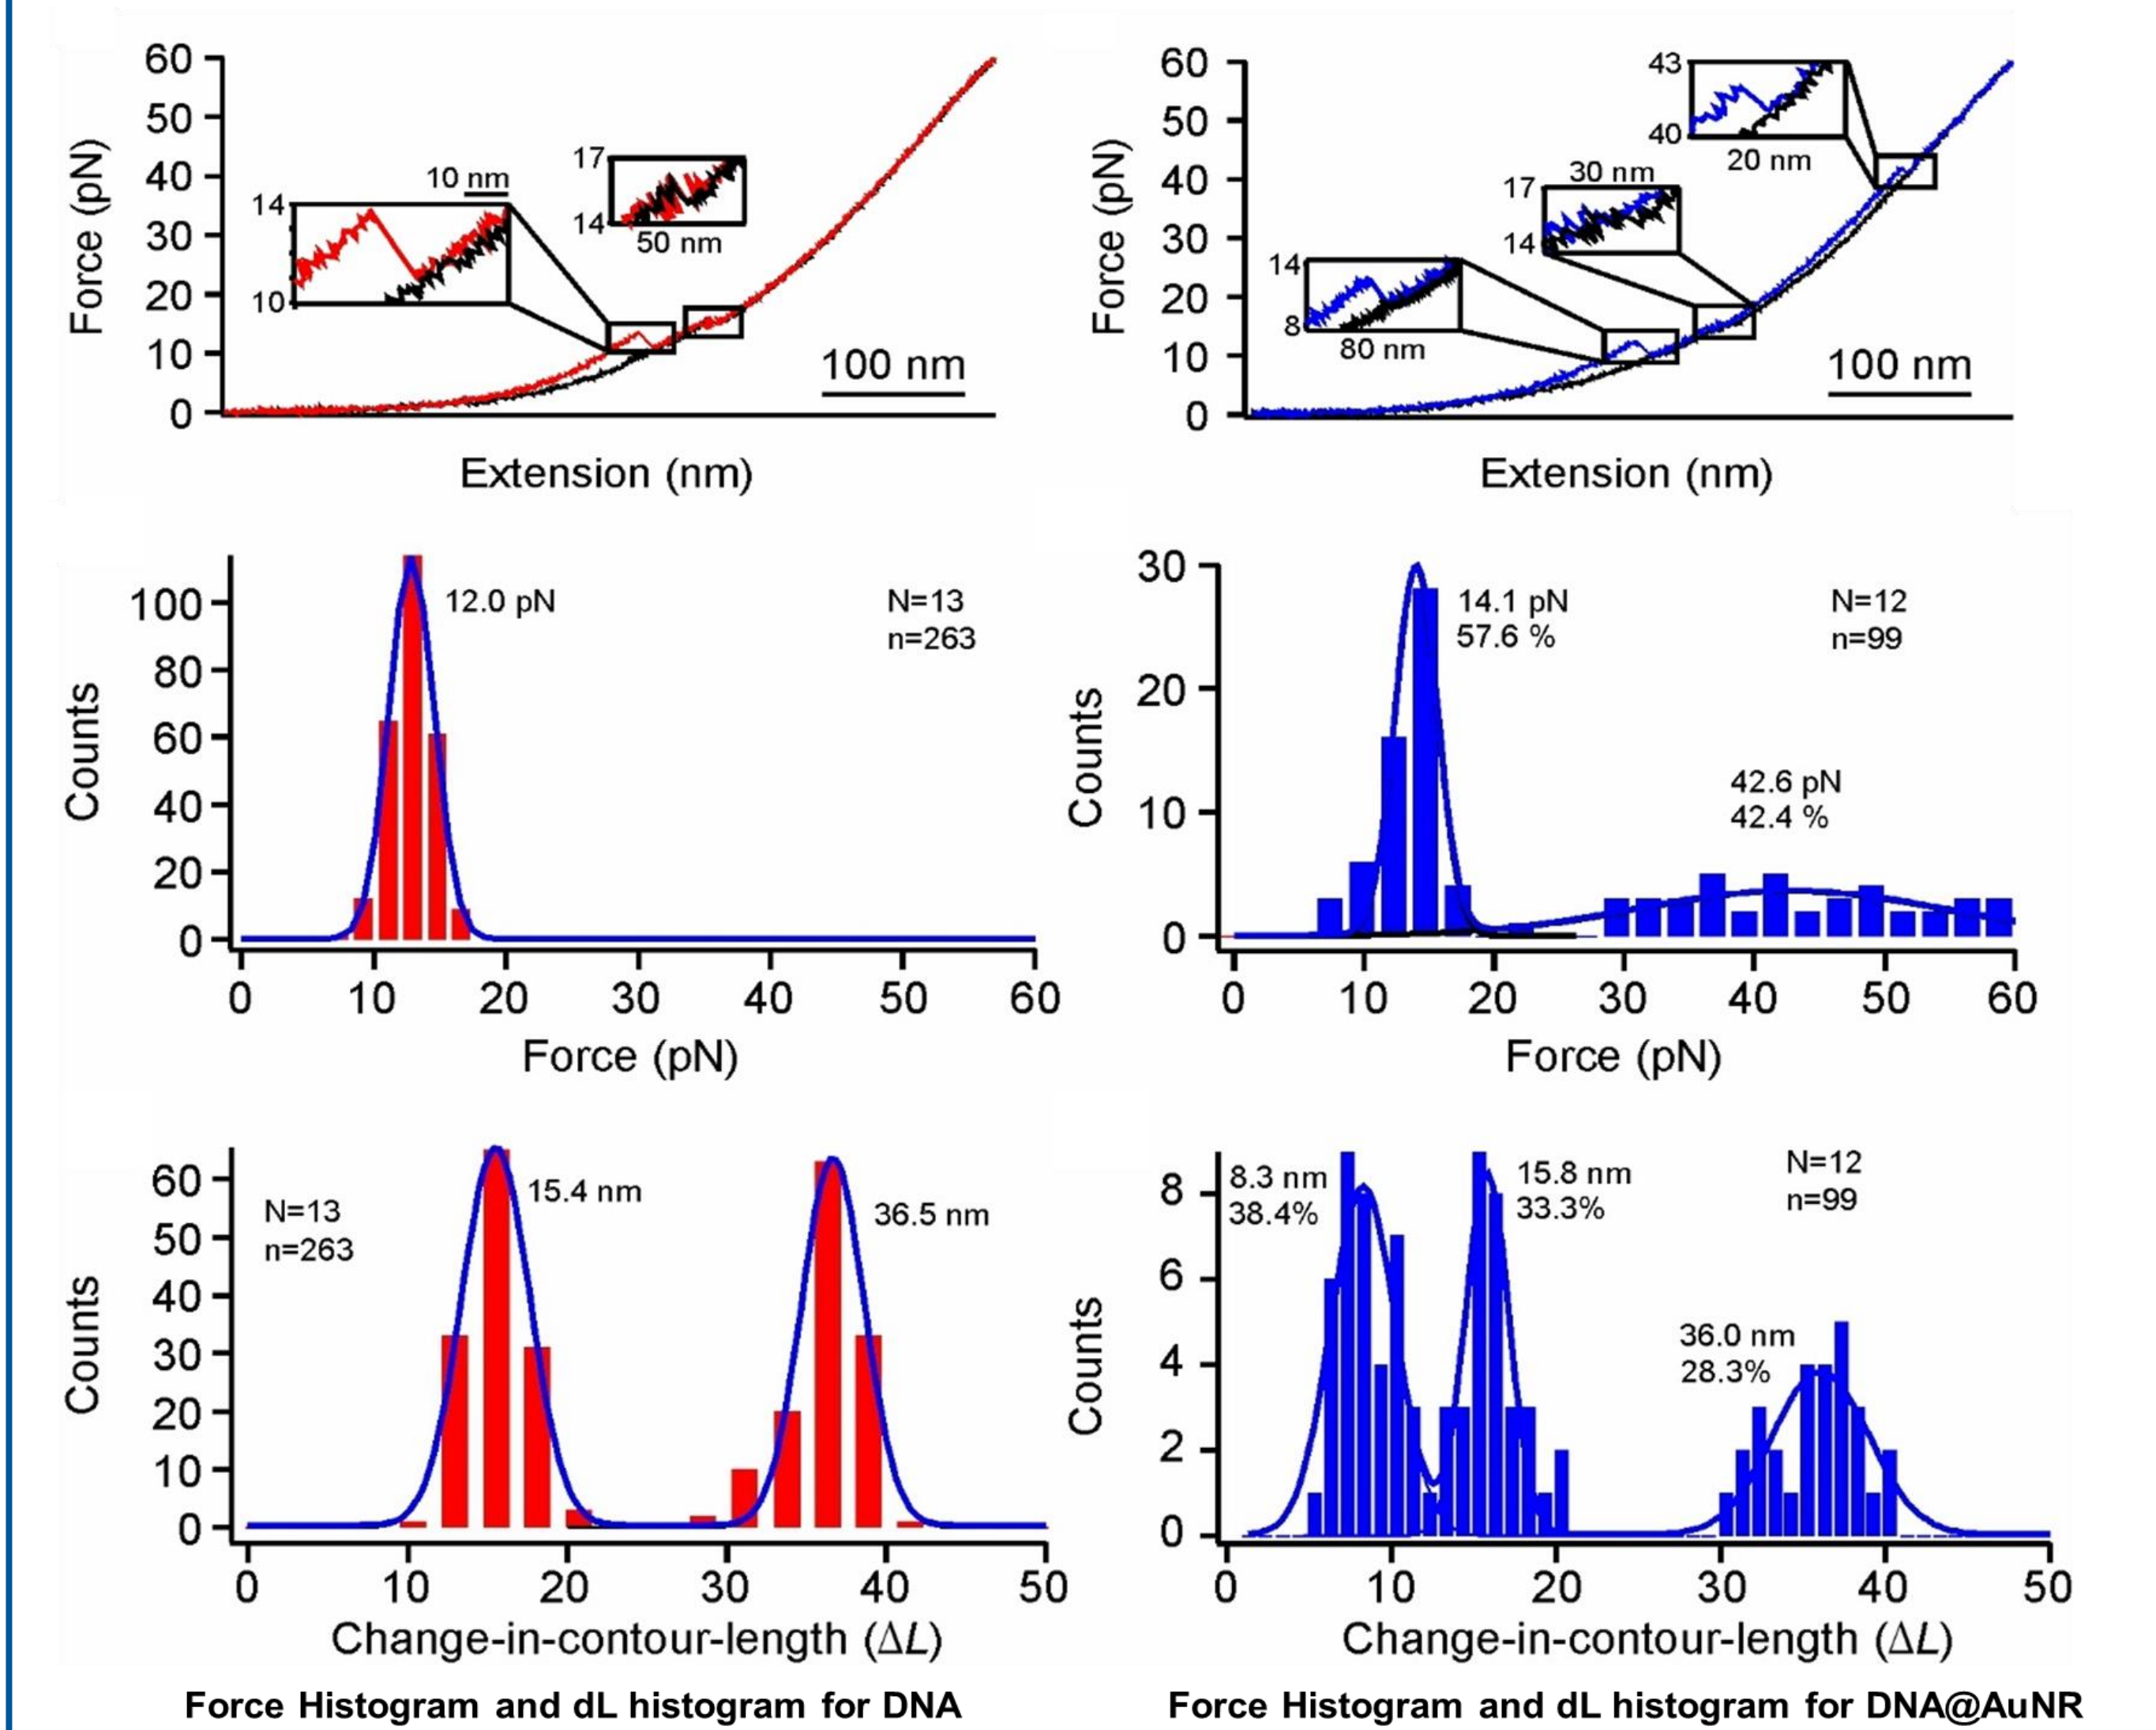 60
50
40
30
20
10
0
Force (pN)
14
10
10 nm
17
14
50 nm
100 nm
Extension (nm)
60
50
40
30
20
10
0
Force (pN)
14
8
80 nm
17
14
30 nm
43
40
20 nm
100 nm
Extension (nm)
100
80
60
40
20
0
Counts
12.0 pN
N=13
n=263
0 10 20 30 40 50 60
Force (pN)
30
20
10
0
Counts
14.1 pN
57.6 %
N=12
n=99
42.6 pN
42.4 %
0 10 20 30 40 50 60
Force (pN)
60
50
40
30
20
10
0
Counts
N=13
n=263
15.4 nm
36.5 nm
0 10 20 30 40 50
Change-in-contour-length (ΔL)
8
6
4
2
0
Counts
8.3 nm
38.4%
15.8 nm
33.3%
N=12
n=99
36.0 nm
28.3%
0 10 20 30 40 50
Change-in-contour-length (ΔL)
Force Histogram and dL histogram for DNA
Force Histogram and dL histogram for DNA@AuNR